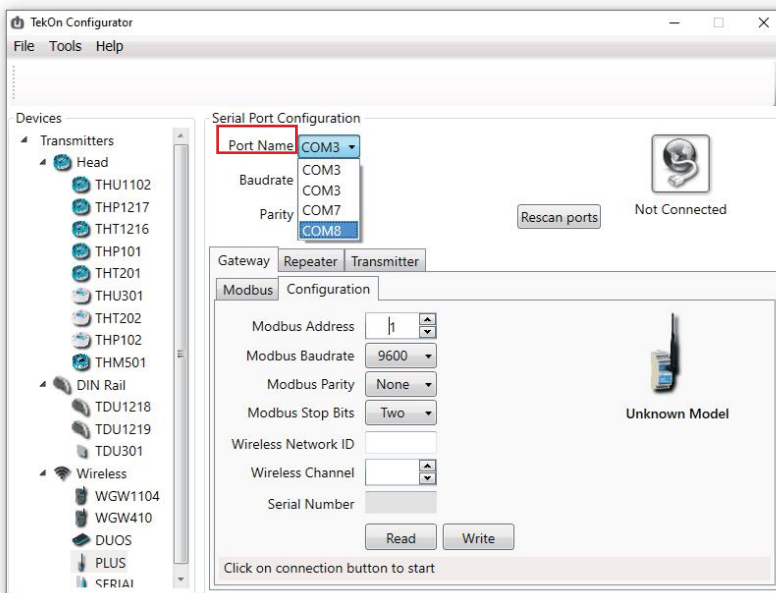 TekOn Configurator
File Tools Help
Devices
Transmitters
Head
THU1102
THP1217
THT1216
THP101
THT201
THU301
THT202
THP102
THM501
DIN Rail
TDU1218
TDU1219
TDU301
Wireless
WGW1104
WGW410
DUOS
PLUS
SERIAL
Serial Port Configuration
Port Name COM3
COM3
COM3
COM7
COM8
Baudrate
Parity
Rescan ports
Not Connected
Gateway Repeater Transmitter
Modbus Configuration
Modbus Address 1
Modbus Baudrate 9600
Modbus Parity None
Modbus Stop Bits Two
Wireless Network ID
Wireless Channel
Serial Number
Unknown Model
Read Write
Click on connection button to start